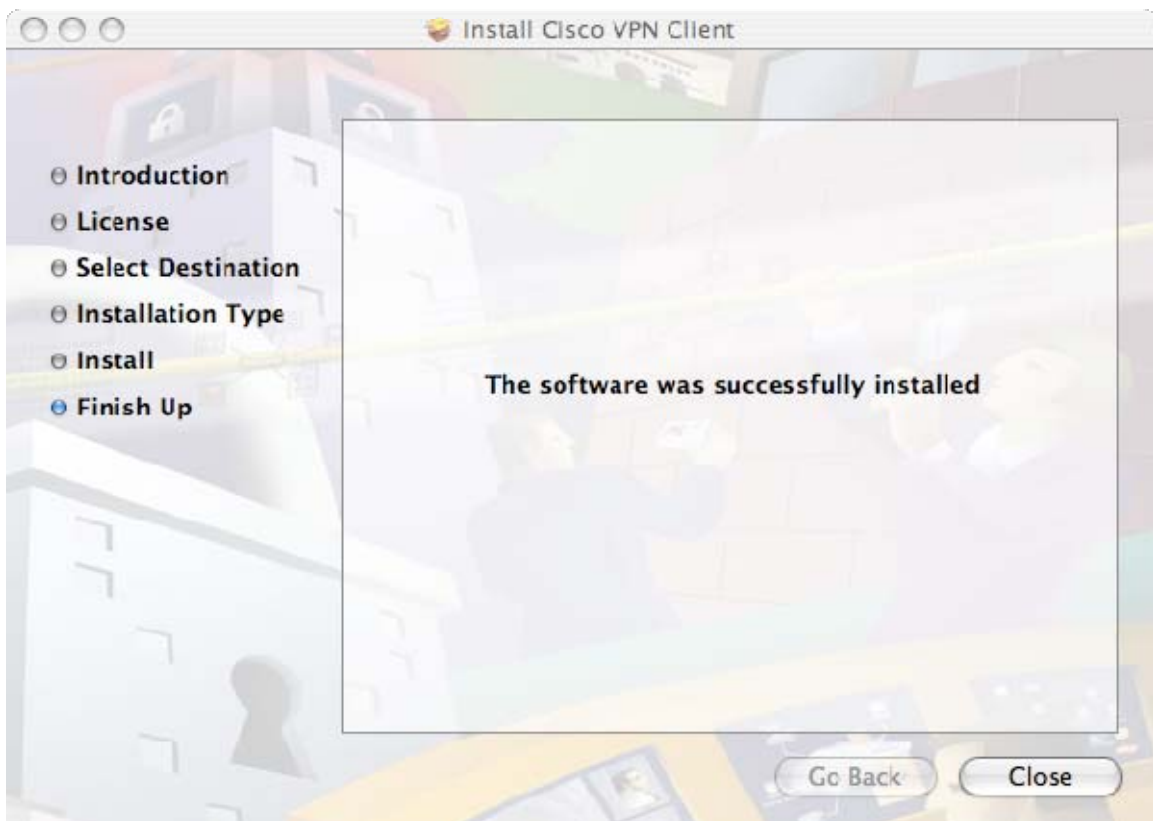 Install Cisco VPN Client
Introduction
License
Select Destination
Installation Type
Install
Finish Up
The software was successfully installed
Go Back
Close